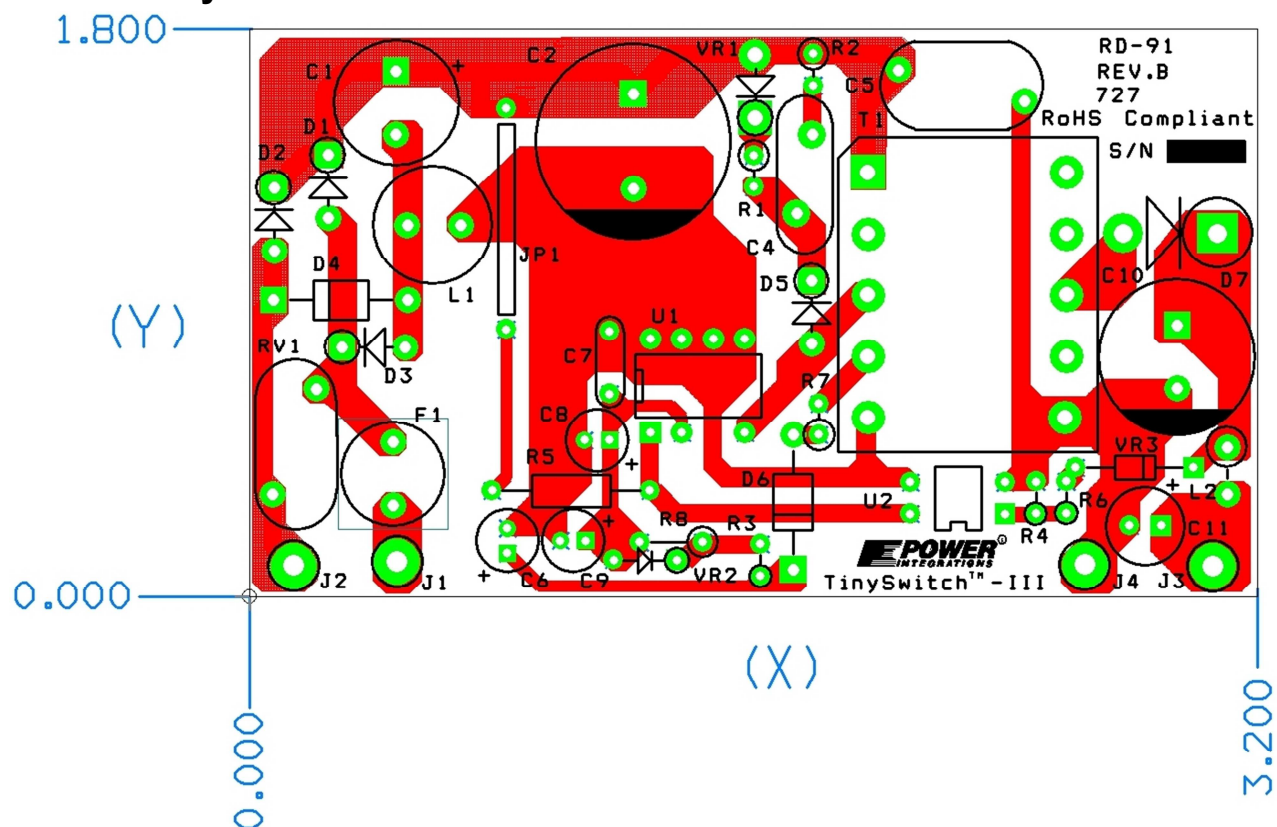 1.800
C1
+
C2
VR1
R2
C5
RD-91
REV.B
727
RoHS Compliant
S/N
D1
D2
T1
R1
C4
JP1
D5
C10
D7
D4
L1
(Y)
U1
RV1
D3
C7
R7
F1
C8
+
VR3
R5
D6
U2
R6
+
L2
+
R8
R3
R4
C11
POWER
INTEGRATIONS
®
J2
J1
+
C6
C9
VR2
TinySwitch™-III
J4
J3
0.000
(X)
0.000
3.200